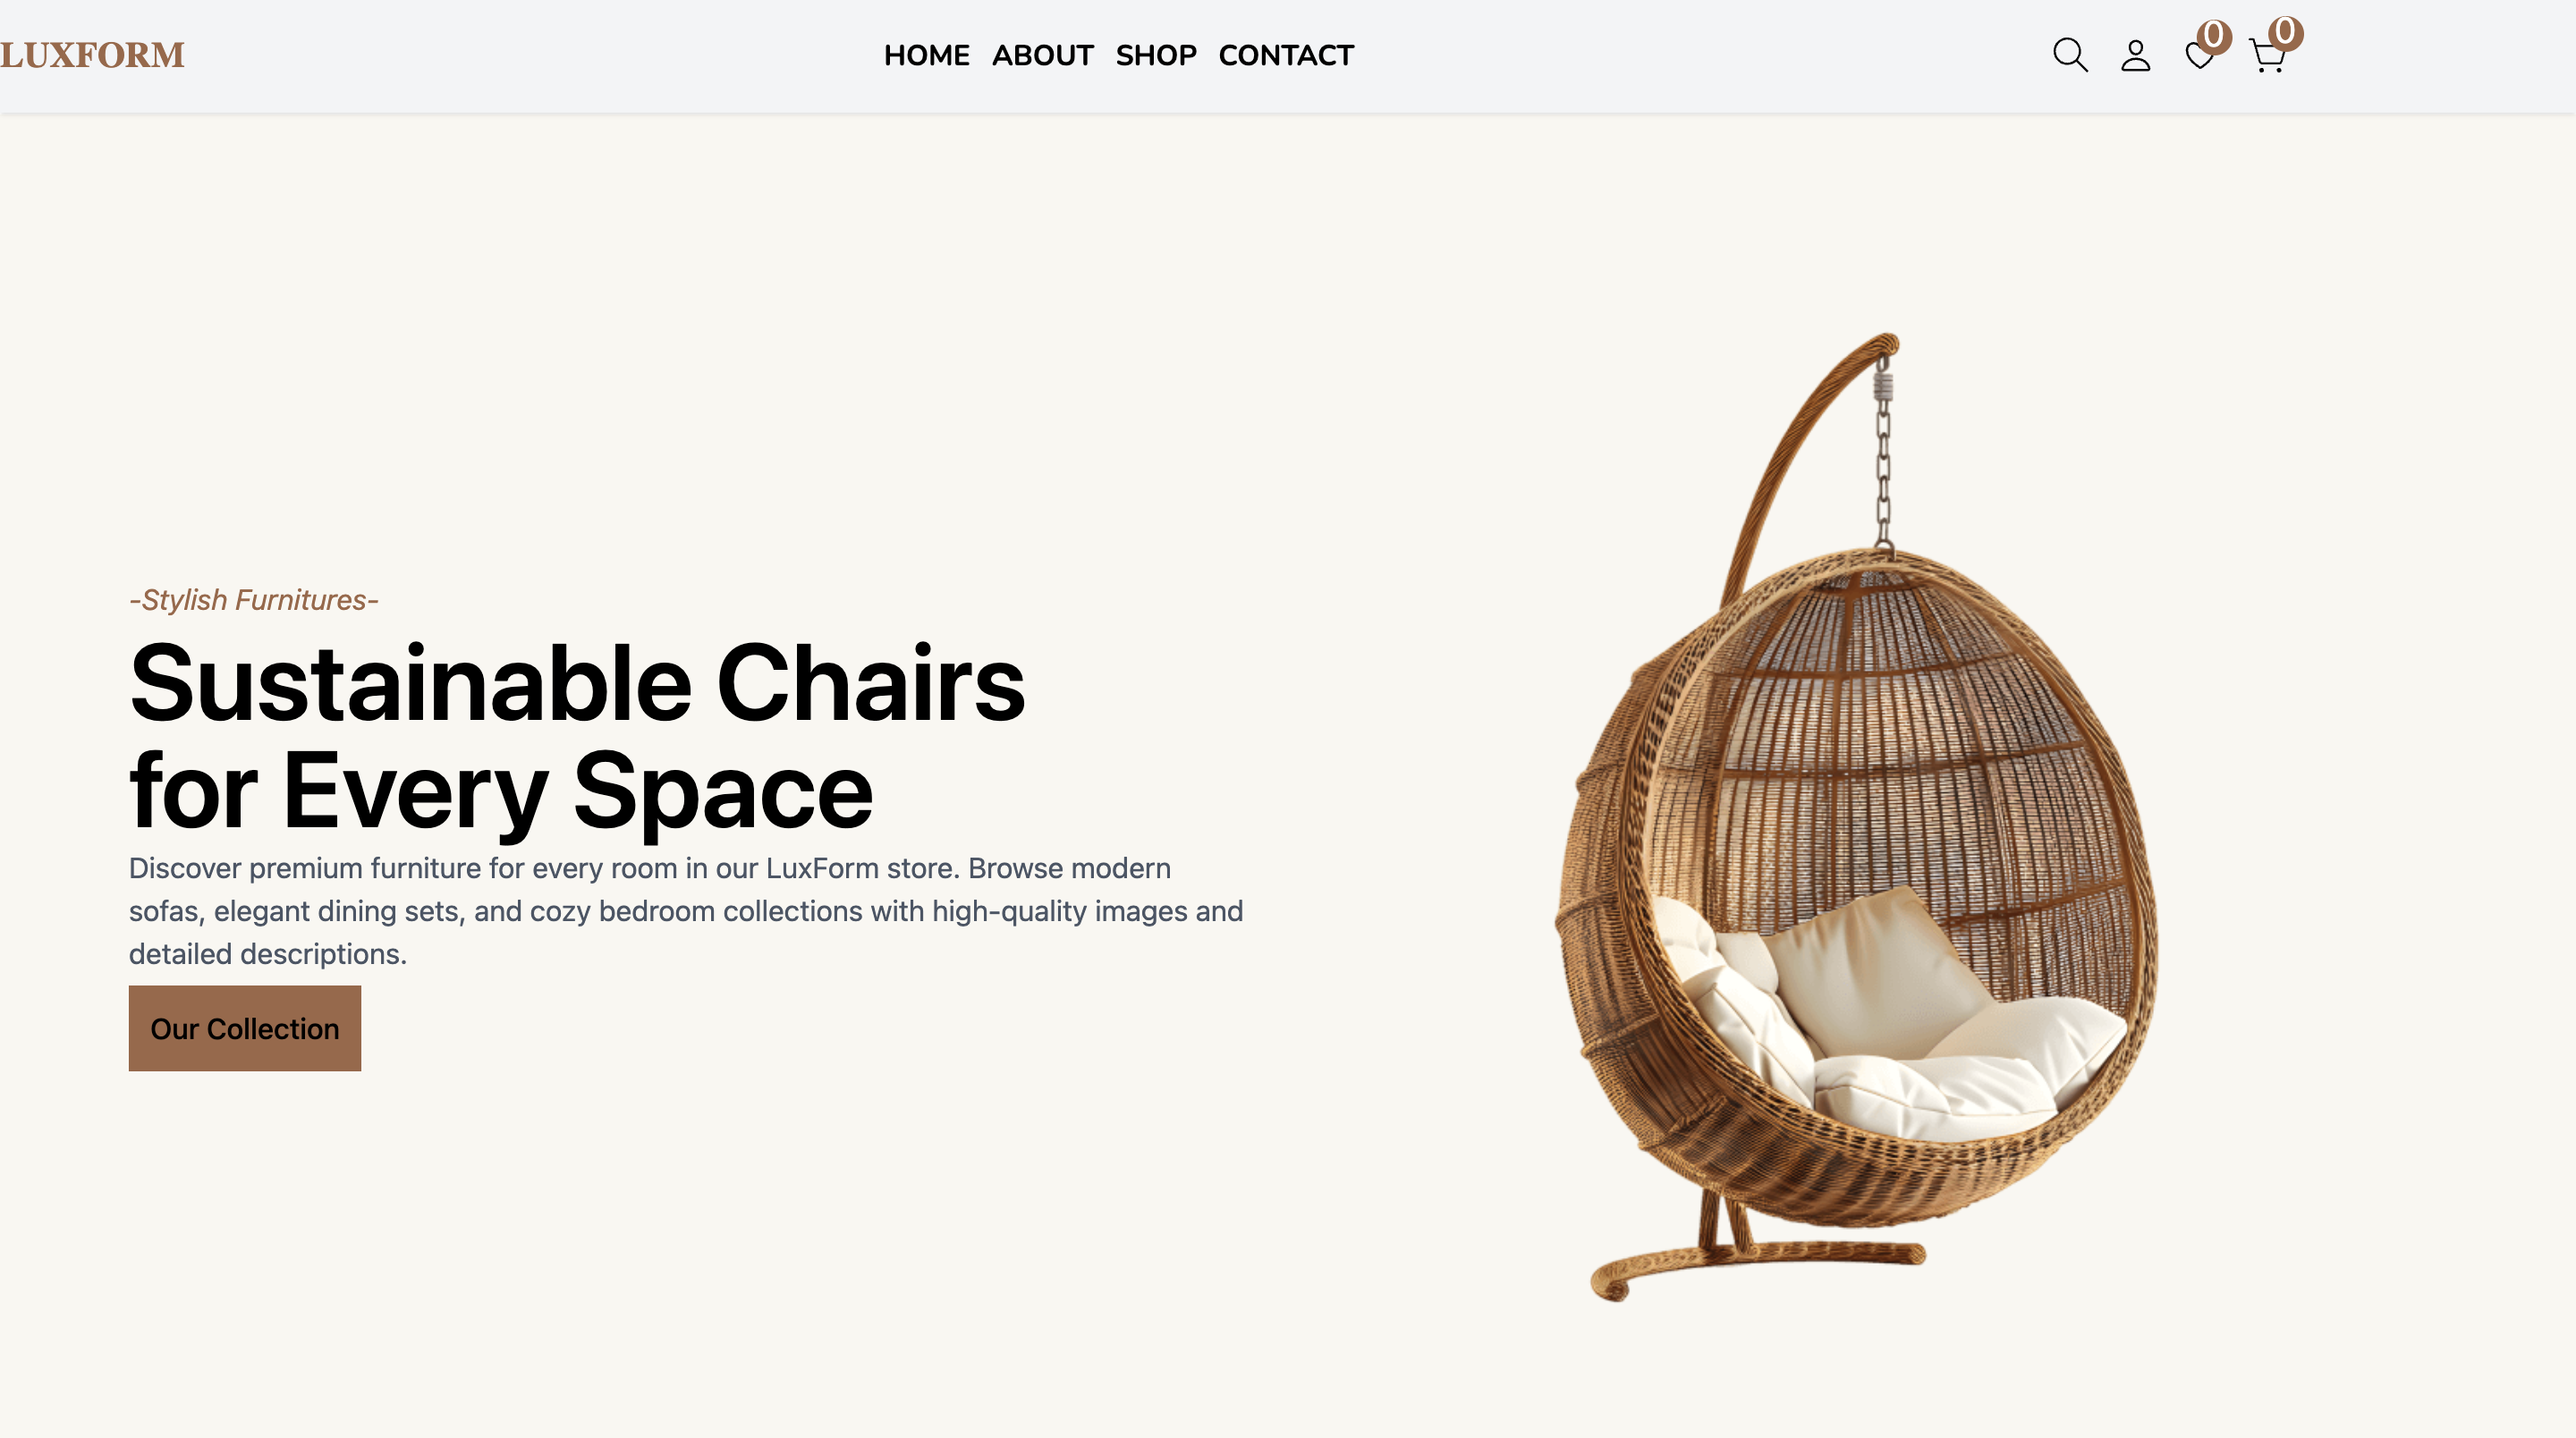 LUXFORM
HOME ABOUT SHOP CONTACT
0 0
-Stylish Furnitures-
Sustainable Chairs
for Every Space
Discover premium furniture for every room in our LuxForm store. Browse modern
sofas, elegant dining sets, and cozy bedroom collections with high-quality images and
detailed descriptions.
Our Collection